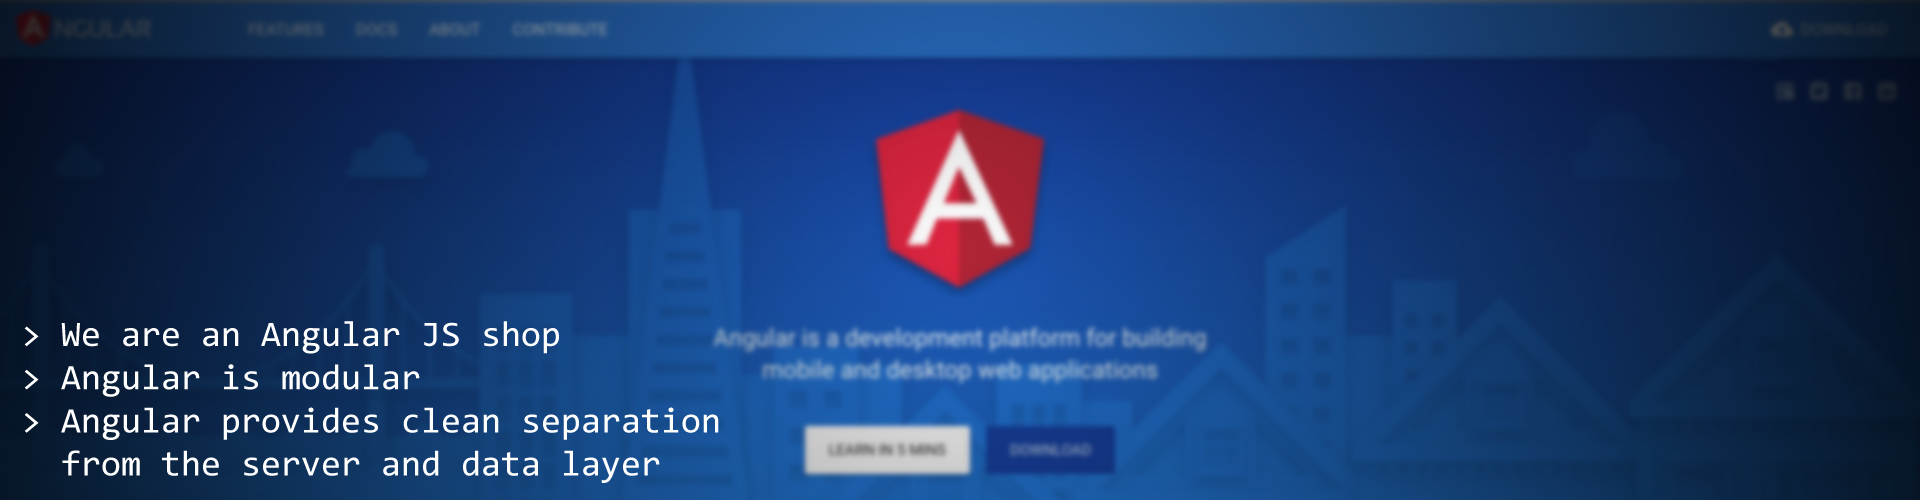 NGULAR
FEATURES DOCS ABOUT CONTRIBUTE
DOWNLOAD
A
Angular is a development platform for building
mobile and desktop web applications
LEARN IN 5 MINS DOWNLOAD
> We are an Angular JS shop
> Angular is modular
> Angular provides clean separation
from the server and data layer